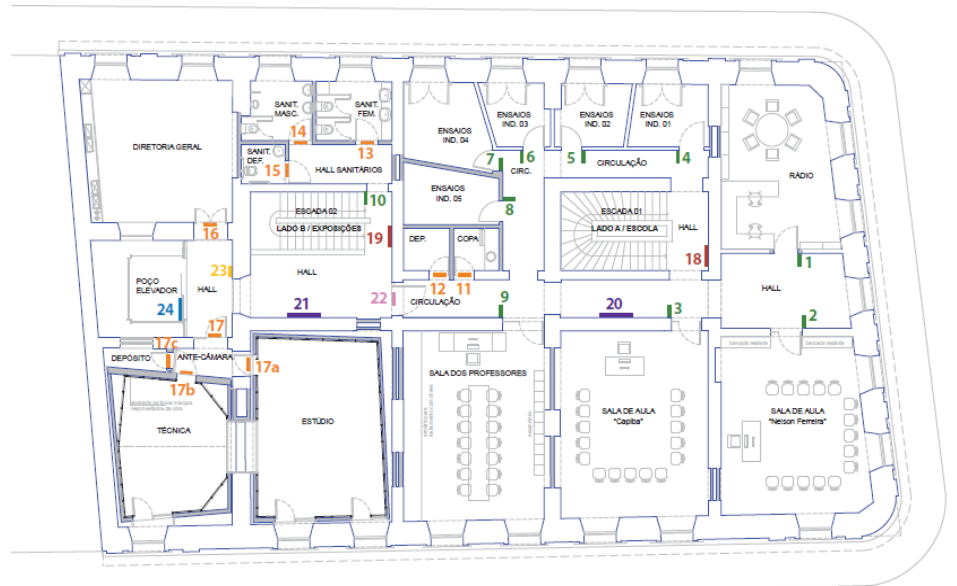 DIRETORIA GERAL
SANIT.
MASC.
14
SANIT.
FEM.
13
SANIT.
DEF.
15
HALL SANITÁRIOS
ENSAIOS
IND. 04
ENSAIOS
IND. 03
ENSAIOS
IND. 02
ENSAIOS
IND. 01
7
6
CIRC.
5
CIRCULAÇÃO
4
RÁDIO
ENSAIOS
IND. 05
8
10
ESCADA 02
LADO B / EXPOSIÇÕES
19
ESCADA 01
LADO A / ESCOLA
HALL
18
16
DEP.
COPA
12
11
POÇO
ELEVADOR
24
HALL
23
HALL
21
22
CIRCULAÇÃO
9
20
3
1
HALL
2
17
17c
DEPÓSITO
ANTE-CÂMARA
17a
17b
TÉCNICA
ESTÚDIO
SALA DOS PROFESSORES
SALA DE AULA
"Capiba"
SALA DE AULA
"Nelson Ferreira"